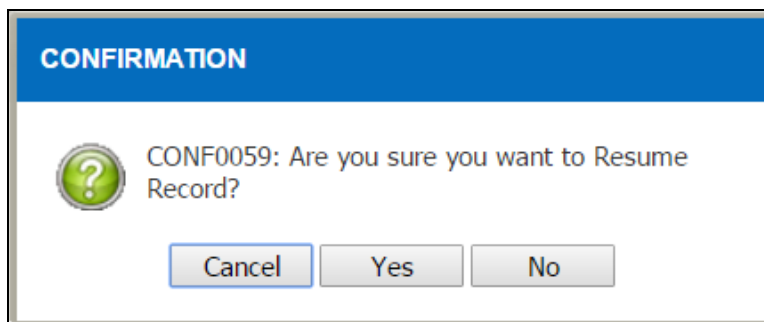 CONFIRMATION
CONF0059: Are you sure you want to Resume
Record?
Cancel Yes No